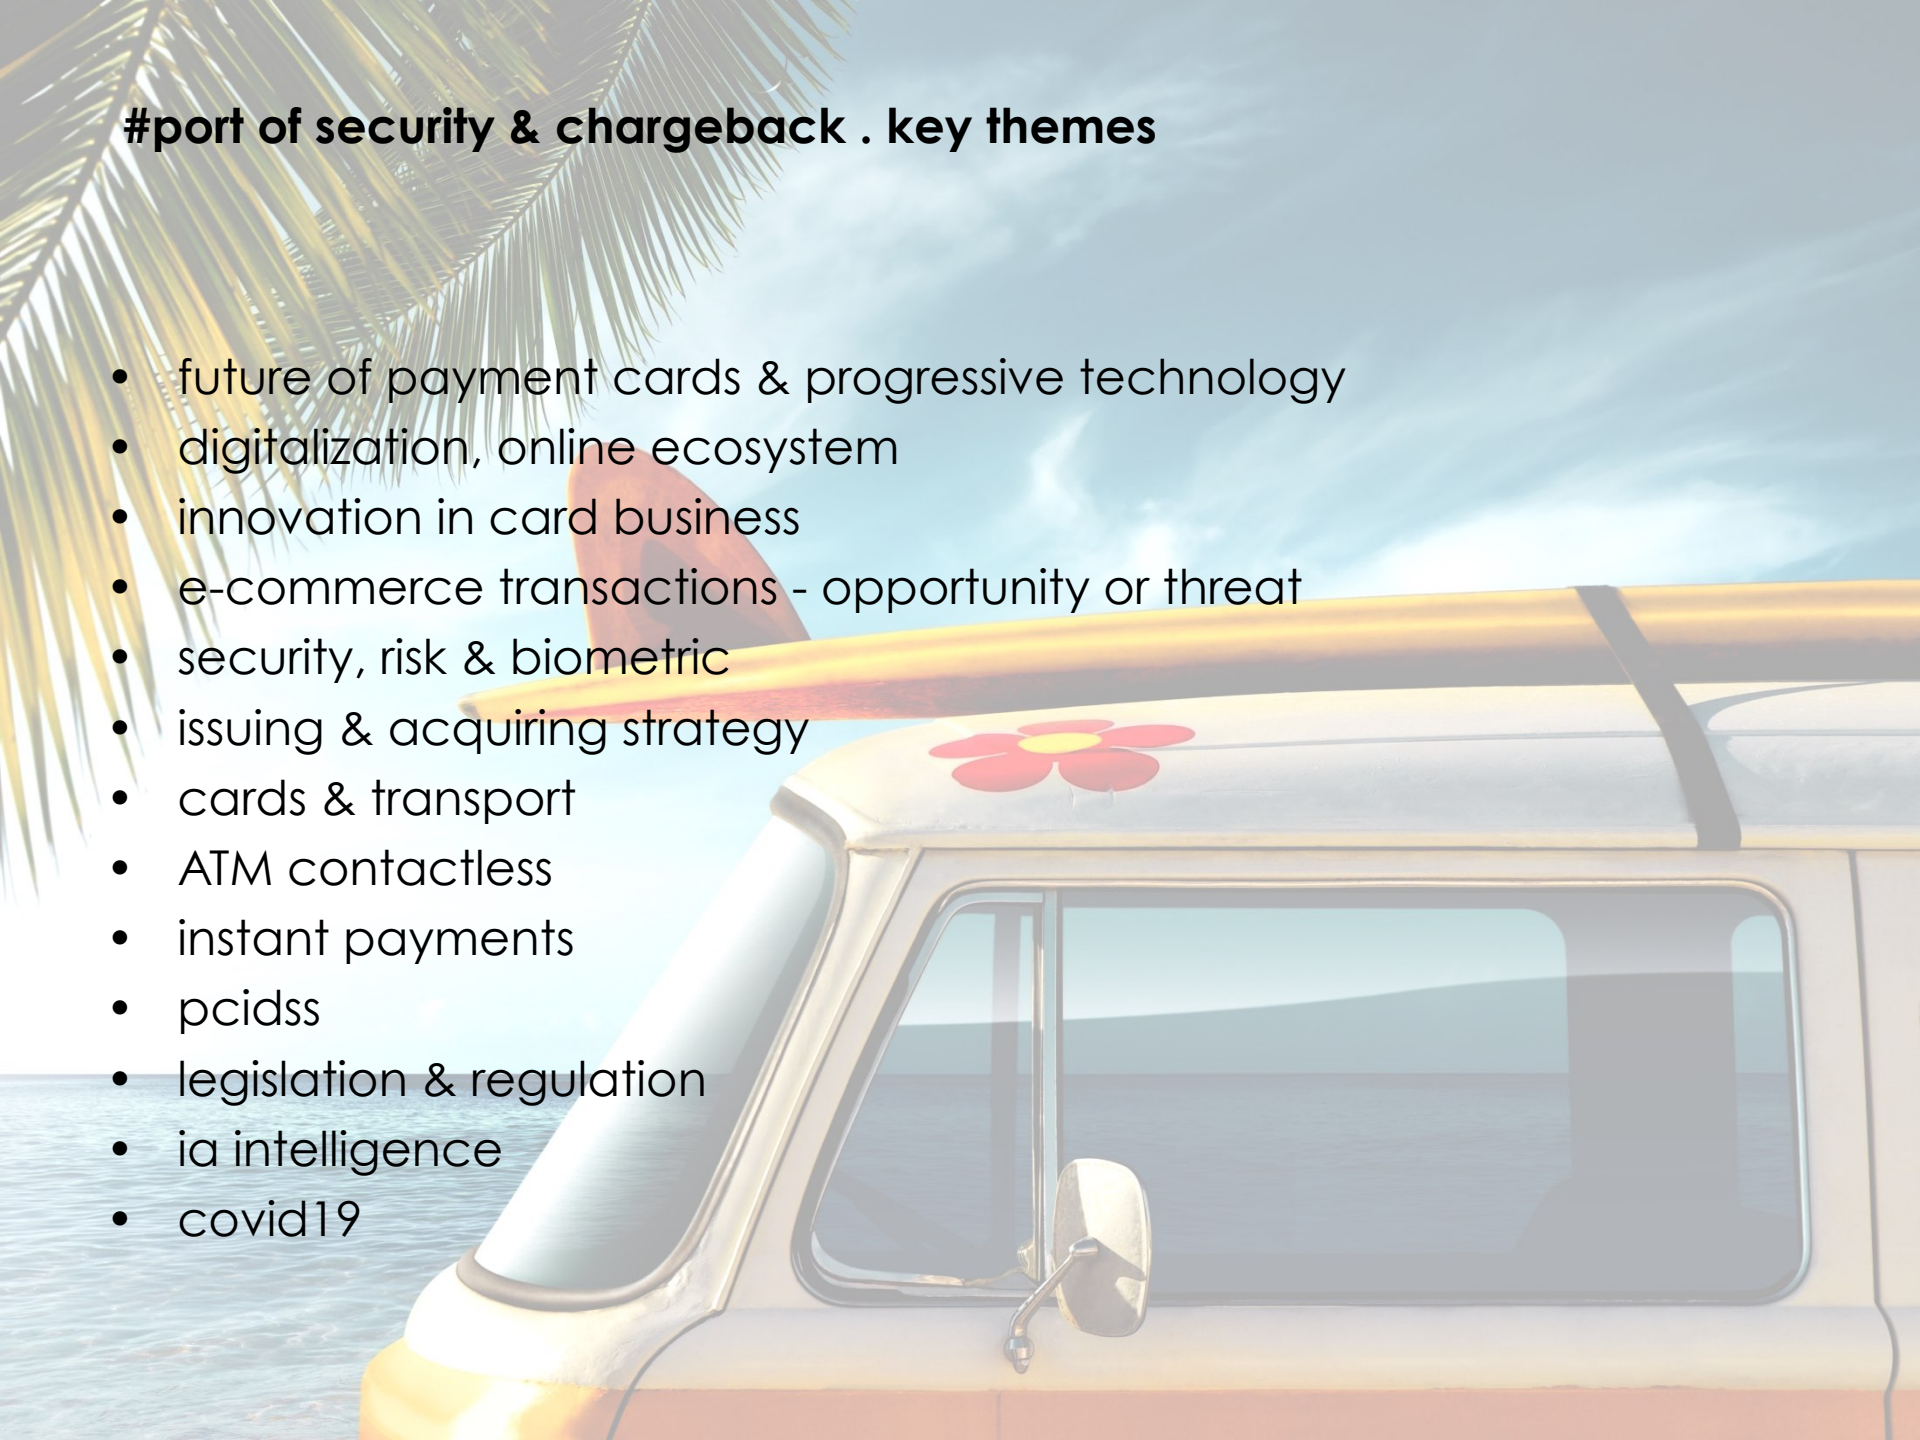 #port of security & chargeback . key themes
• future of payment cards & progressive technology
• digitalization, online ecosystem
• innovation in card business
• e-commerce transactions - opportunity or threat
• security, risk & biometric
• issuing & acquiring strategy
• cards & transport
• ATM contactless
• instant payments
• pcidss
• legislation & regulation
• ia intelligence
• covid19